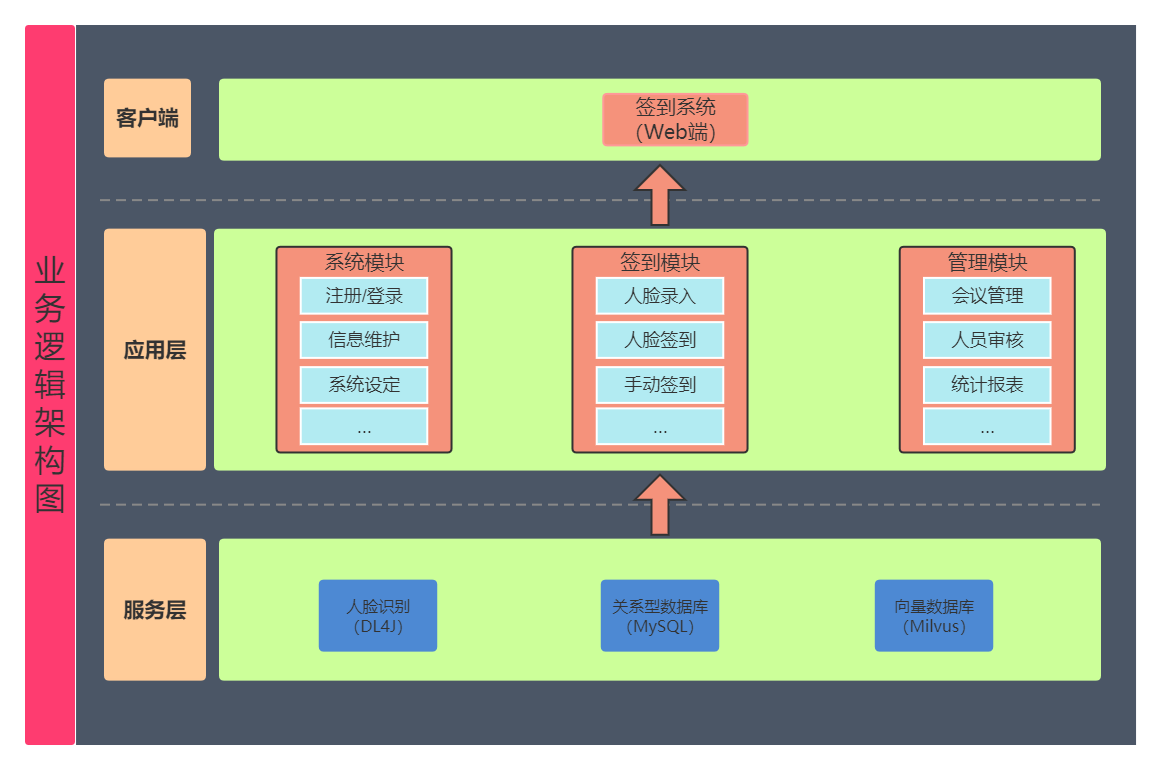 业务逻辑架构图
客户端
签到系统
（Web端）
应用层
系统模块
注册/登录
信息维护
系统设定
...
签到模块
人脸录入
人脸签到
手动签到
...
管理模块
会议管理
人员审核
统计报表
...
服务层
人脸识别
（DL4J）
关系型数据库
（MySQL）
向量数据库
（Milvus）